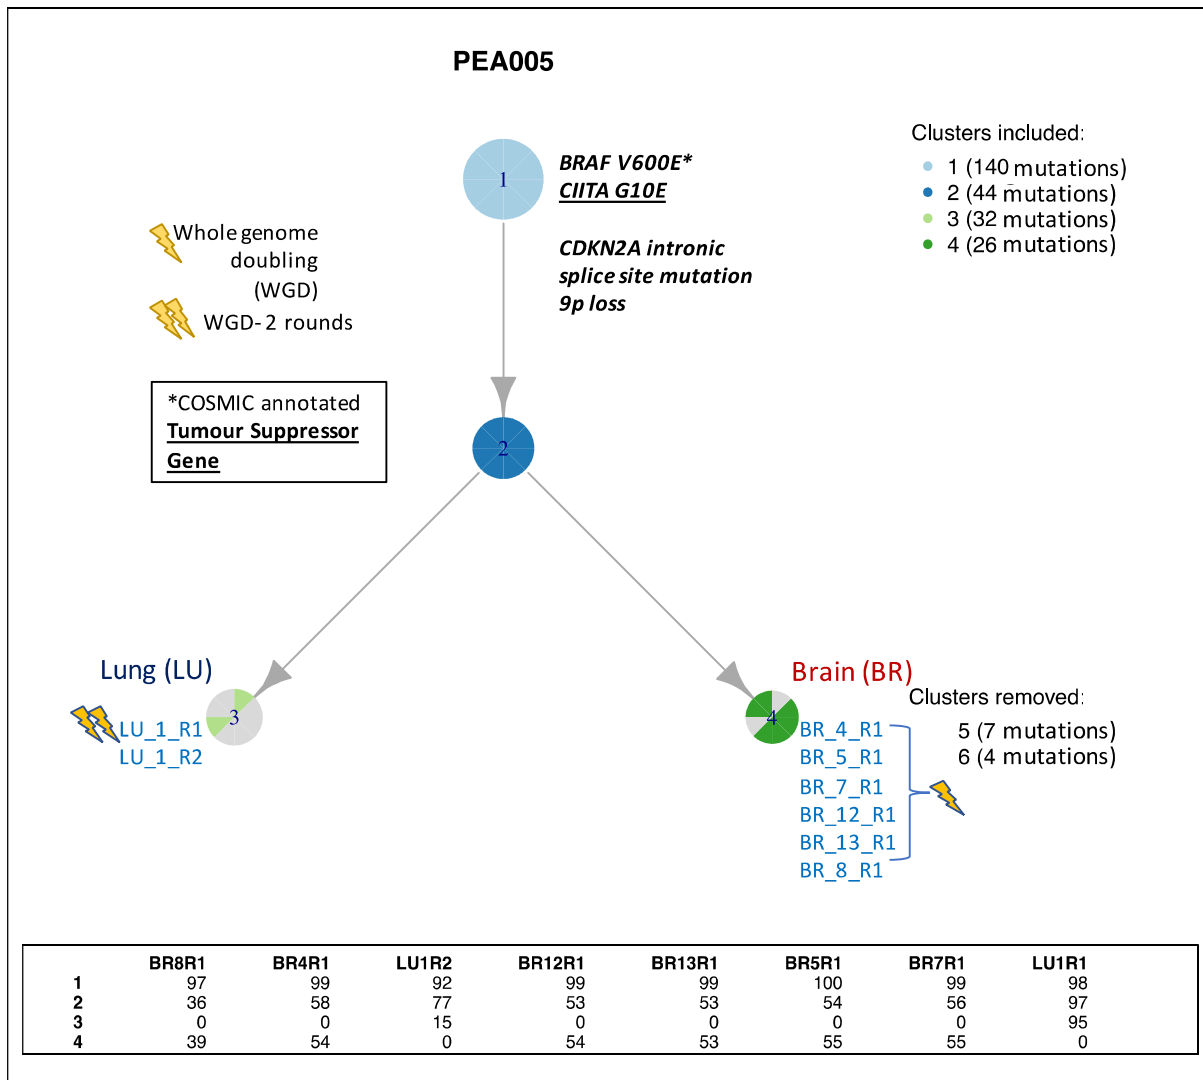 PEA005
Clusters included:
1 (140 mutations)
2 (44 mutations)
3 (32 mutations)
4 (26 mutations)
1
BRAF V600E*
CIITA G10E
CDKN2A intronic
splice site mutation
9p loss
Whole genome
doubling
(WGD)
WGD- 2 rounds
*COSMIC annotated
Tumour Suppressor
Gene
2
Lung (LU)
3
LU_1_R1
LU_1_R2
Brain (BR)
4
BR_4_R1
BR_5_R1
BR_7_R1
BR_12_R1
BR_13_R1
BR_8_R1
Clusters removed:
5 (7 mutations)
6 (4 mutations)
BR8R1 BR4R1 LU1R2 BR12R1 BR13R1 BR5R1 BR7R1 LU1R1
1 97 99 92 99 99 100 99 98
2 36 58 77 53 53 54 56 97
3 0 0 15 0 0 0 0 95
4 39 54 0 54 53 55 55 0